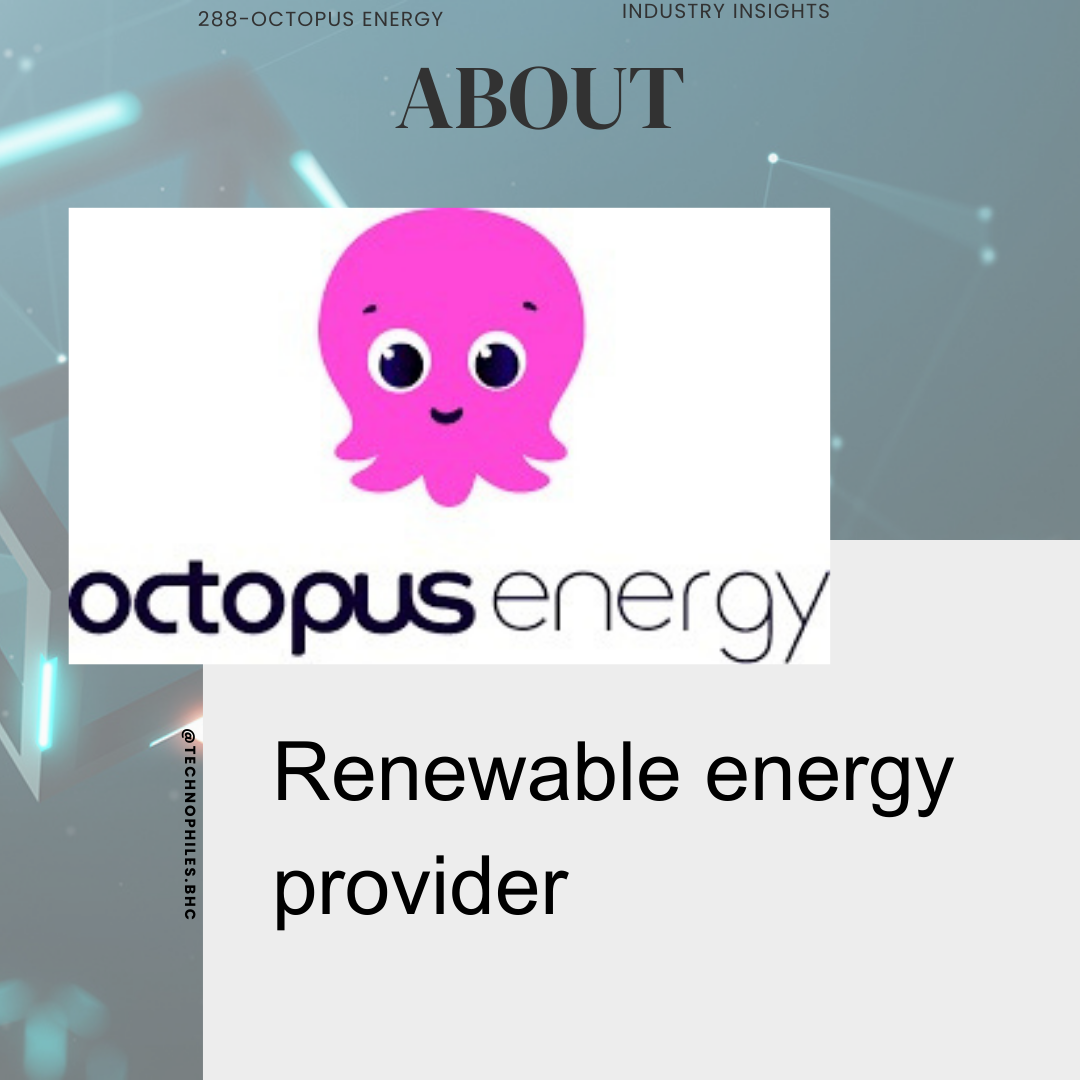 288-OCTOPUS ENERGY
INDUSTRY INSIGHTS
ABOUT
octopus energy
@TECHNOPHILES.BHC
Renewable energy
provider